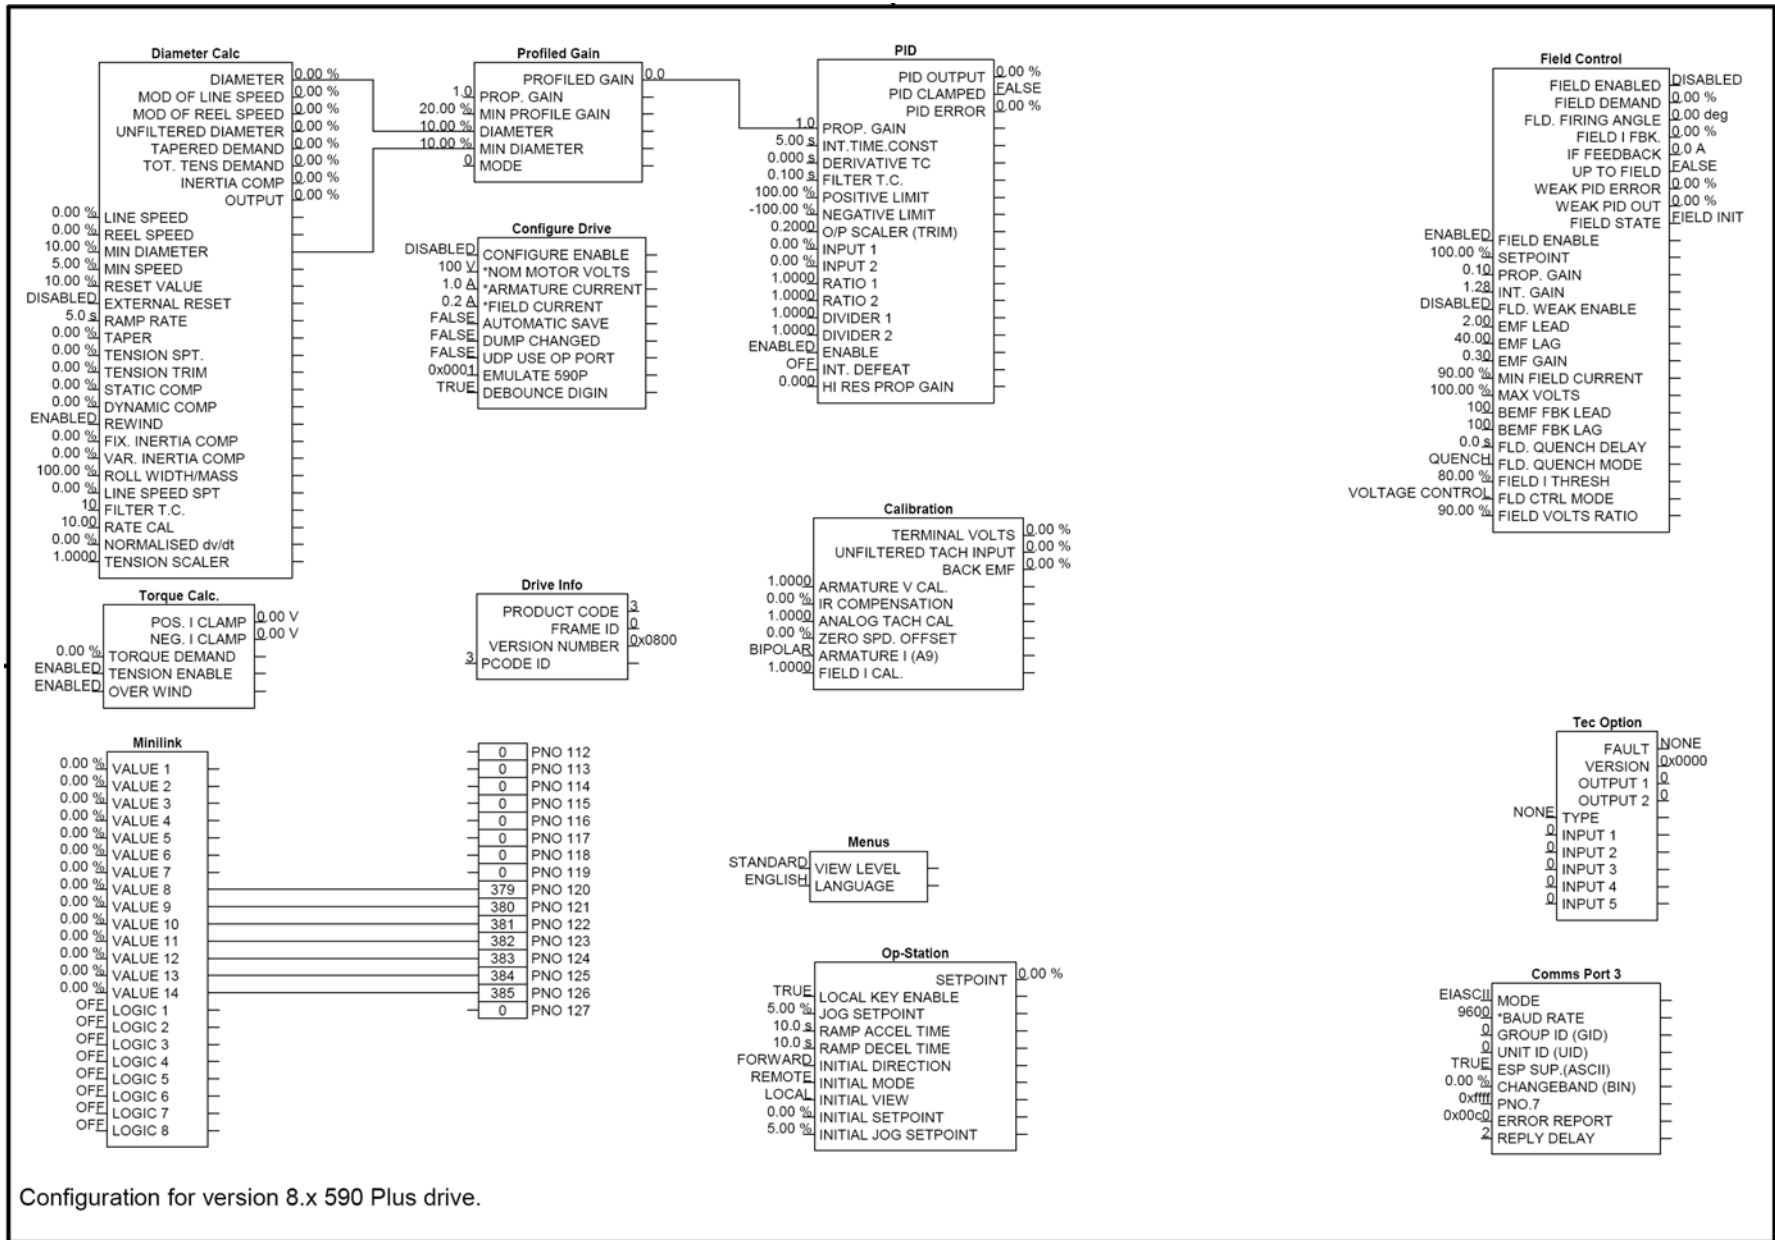 Diameter Calc
DIAMETER 0.00 %
MOD OF LINE SPEED 0.00 %
MOD OF REEL SPEED 0.00 %
UNFILTERED DIAMETER 0.00 %
TAPERED DEMAND 0.00 %
TOT. TENS DEMAND 0.00 %
INERTIA COMP 0.00 %
OUTPUT 0.00 %
0.00 % LINE SPEED
0.00 % REEL SPEED
10.00 % MIN DIAMETER
5.00 % MIN SPEED
10.00 % RESET VALUE
DISABLED EXTERNAL RESET
5.0 s RAMP RATE
0.00 % TAPER
0.00 % TENSION SPT.
0.00 % TENSION TRIM
0.00 % STATIC COMP
0.00 % DYNAMIC COMP
ENABLED REWIND
0.00 % FIX. INERTIA COMP
0.00 % VAR. INERTIA COMP
100.00 % ROLL WIDTH/MASS
0.00 % LINE SPEED SPT
10 FILTER T.C.
10.00 RATE CAL
0.00 % NORMALISED dv/dt
1.0000 TENSION SCALER
Profiled Gain
PROFILED GAIN 0.0
1.0 PROP. GAIN
20.00 % MIN PROFILE GAIN
10.00 % DIAMETER
10.00 % MIN DIAMETER
0 MODE
Configure Drive
DISABLED CONFIGURE ENABLE
100 V *NOM MOTOR VOLTS
1.0 A *ARMATURE CURRENT
0.2 A *FIELD CURRENT
FALSE AUTOMATIC SAVE
FALSE DUMP CHANGED
FALSE UDP USE OP PORT
0x0001 EMULATE 590P
TRUE DEBOUNCE DIGIN
PID
PID OUTPUT 0.00 %
PID CLAMPED FALSE
PID ERROR 0.00 %
1.0 PROP. GAIN
5.00 s INT.TIME.CONST
0.000 s DERIVATIVE TC
0.100 s FILTER T.C.
100.00 % POSITIVE LIMIT
-100.00 % NEGATIVE LIMIT
0.2000 O/P SCALER (TRIM)
0.00 % INPUT 1
0.00 % INPUT 2
1.0000 RATIO 1
1.0000 RATIO 2
1.0000 DIVIDER 1
1.0000 DIVIDER 2
ENABLED ENABLE
OFF INT. DEFEAT
0.000 HI RES PROP GAIN
Field Control
FIELD ENABLED DISABLED
FIELD DEMAND 0.00 %
FLD. FIRING ANGLE 0.00 deg
FIELD I FBK. 0.00 %
IF FEEDBACK 0.0 A
UP TO FIELD FALSE
WEAK PID ERROR 0.00 %
WEAK PID OUT 0.00 %
FIELD STATE FIELD INIT
ENABLED FIELD ENABLE
100.00 % SETPOINT
0.10 PROP. GAIN
1.28 INT. GAIN
DISABLED FLD. WEAK ENABLE
2.00 EMF LEAD
40.00 EMF LAG
0.30 EMF GAIN
90.00 % MIN FIELD CURRENT
100.00 % MAX VOLTS
100 BEMF FBK LEAD
100 BEMF FBK LAG
0.0 s FLD. QUENCH DELAY
QUENCH FLD. QUENCH MODE
80.00 % FIELD I THRESH
VOLTAGE CONTROL FLD CTRL MODE
90.00 % FIELD VOLTS RATIO
Torque Calc.
POS. I CLAMP 0.00 V
NEG. I CLAMP 0.00 V
0.00 % TORQUE DEMAND
ENABLED TENSION ENABLE
ENABLED OVER WIND
Drive Info
PRODUCT CODE 3
FRAME ID 0
VERSION NUMBER 0x0800
3 PCODE ID
Calibration
TERMINAL VOLTS 0.00 %
UNFILTERED TACH INPUT 0.00 %
BACK EMF 0.00 %
1.0000 ARMATURE V CAL.
0.00 % IR COMPENSATION
1.0000 ANALOG TACH CAL
0.00 % ZERO SPD. OFFSET
BIPOLAR ARMATURE I (A9)
1.0000 FIELD I CAL.
Minilink
0.00 % VALUE 1
0.00 % VALUE 2
0.00 % VALUE 3
0.00 % VALUE 4
0.00 % VALUE 5
0.00 % VALUE 6
0.00 % VALUE 7
0.00 % VALUE 8
0.00 % VALUE 9
0.00 % VALUE 10
0.00 % VALUE 11
0.00 % VALUE 12
0.00 % VALUE 13
0.00 % VALUE 14
OFF LOGIC 1
OFF LOGIC 2
OFF LOGIC 3
OFF LOGIC 4
OFF LOGIC 5
OFF LOGIC 6
OFF LOGIC 7
OFF LOGIC 8
0 PNO 112
0 PNO 113
0 PNO 114
0 PNO 115
0 PNO 116
0 PNO 117
0 PNO 118
0 PNO 119
379 PNO 120
380 PNO 121
381 PNO 122
382 PNO 123
383 PNO 124
384 PNO 125
385 PNO 126
0 PNO 127
Menus
STANDARD VIEW LEVEL
ENGLISH LANGUAGE
Op-Station
SETPOINT 0.00 %
TRUE LOCAL KEY ENABLE
5.00 % JOG SETPOINT
10.0 s RAMP ACCEL TIME
10.0 s RAMP DECEL TIME
FORWARD INITIAL DIRECTION
REMOTE INITIAL MODE
LOCAL INITIAL VIEW
0.00 % INITIAL SETPOINT
5.00 % INITIAL JOG SETPOINT
Tec Option
FAULT NONE
VERSION 0x0000
OUTPUT 1 0
OUTPUT 2 0
NONE TYPE
0 INPUT 1
0 INPUT 2
0 INPUT 3
0 INPUT 4
0 INPUT 5
Comms Port 3
EIASCII MODE
9600 *BAUD RATE
0 GROUP ID (GID)
0 UNIT ID (UID)
TRUE ESP SUP.(ASCII)
0.00 % CHANGEBAND (BIN)
0xffff PNO.7
0x00c0 ERROR REPORT
2 REPLY DELAY
Configuration for version 8.x 590 Plus drive.